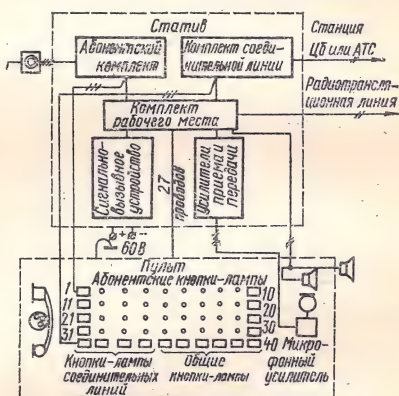 Статив
Станция
ЦБ или АТС
Абонентский
комплект
Комплект соеди-
нительной линии
Радиотрансля-
ционная линия
Комплект
рабочего места
Сигнально-
вызывное
устройство
27
проводов
Усилители
приема и
передачи
+ -
60В
Пульт
Абонентские кнопки-лампы
1
11
21
31
10
20
30
40
Микро-
фонный
усилитель
Кнопки-лампы
соединительных
линий
Общие
кнопки-лампы